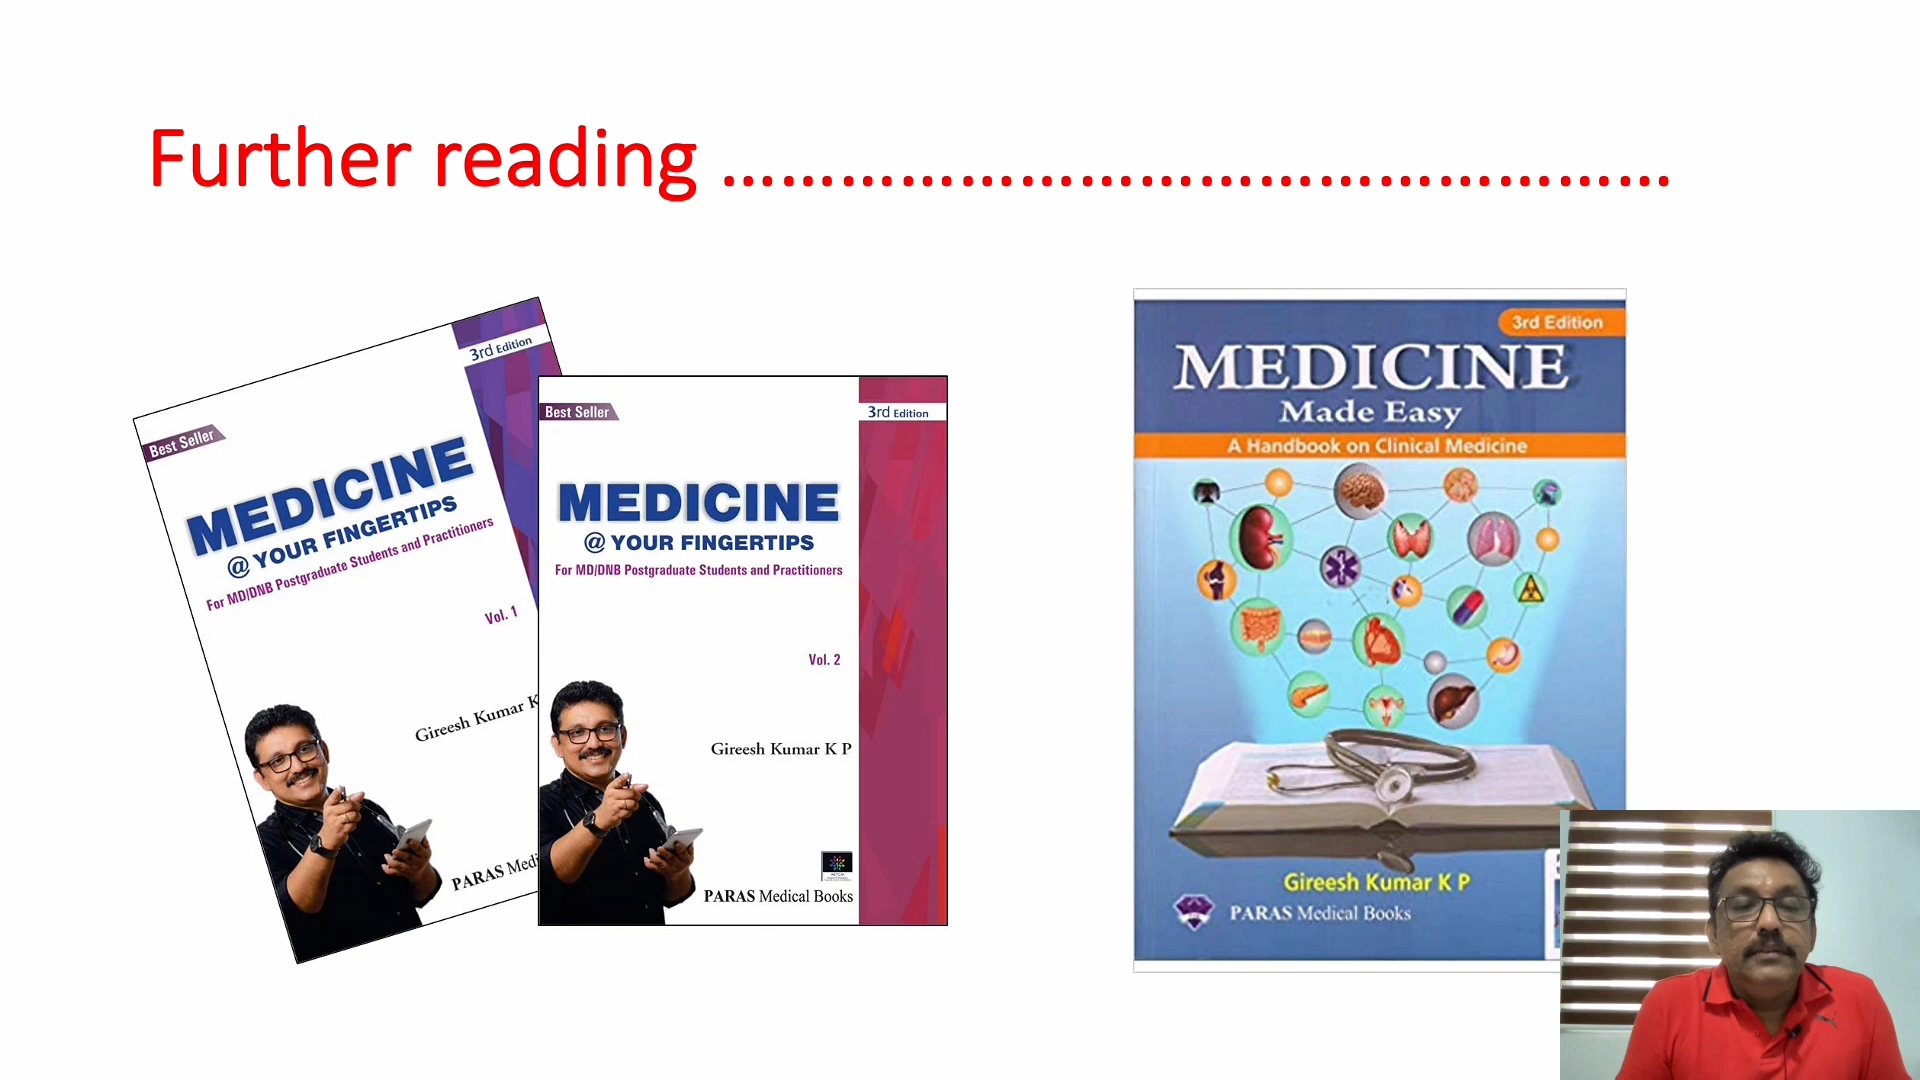 Further reading ……………………………………………
3rd Edition
Best Seller
MEDICINE
@ YOUR FINGERTIPS
For MD/DNB Postgraduate Students and Practitioners
Vol. 1
Gireesh Kumar K
PARAS
Best Seller
3rd Edition
MEDICINE
@ YOUR FINGERTIPS
For MD/DNB Postgraduate Students and Practitioners
Vol. 2
Gireesh Kumar K P
PARAS Medical Books
3rd Edition
MEDICINE
Made Easy
A Handbook on Clinical Medicine
Gireesh Kumar K P
PARAS Medical Books